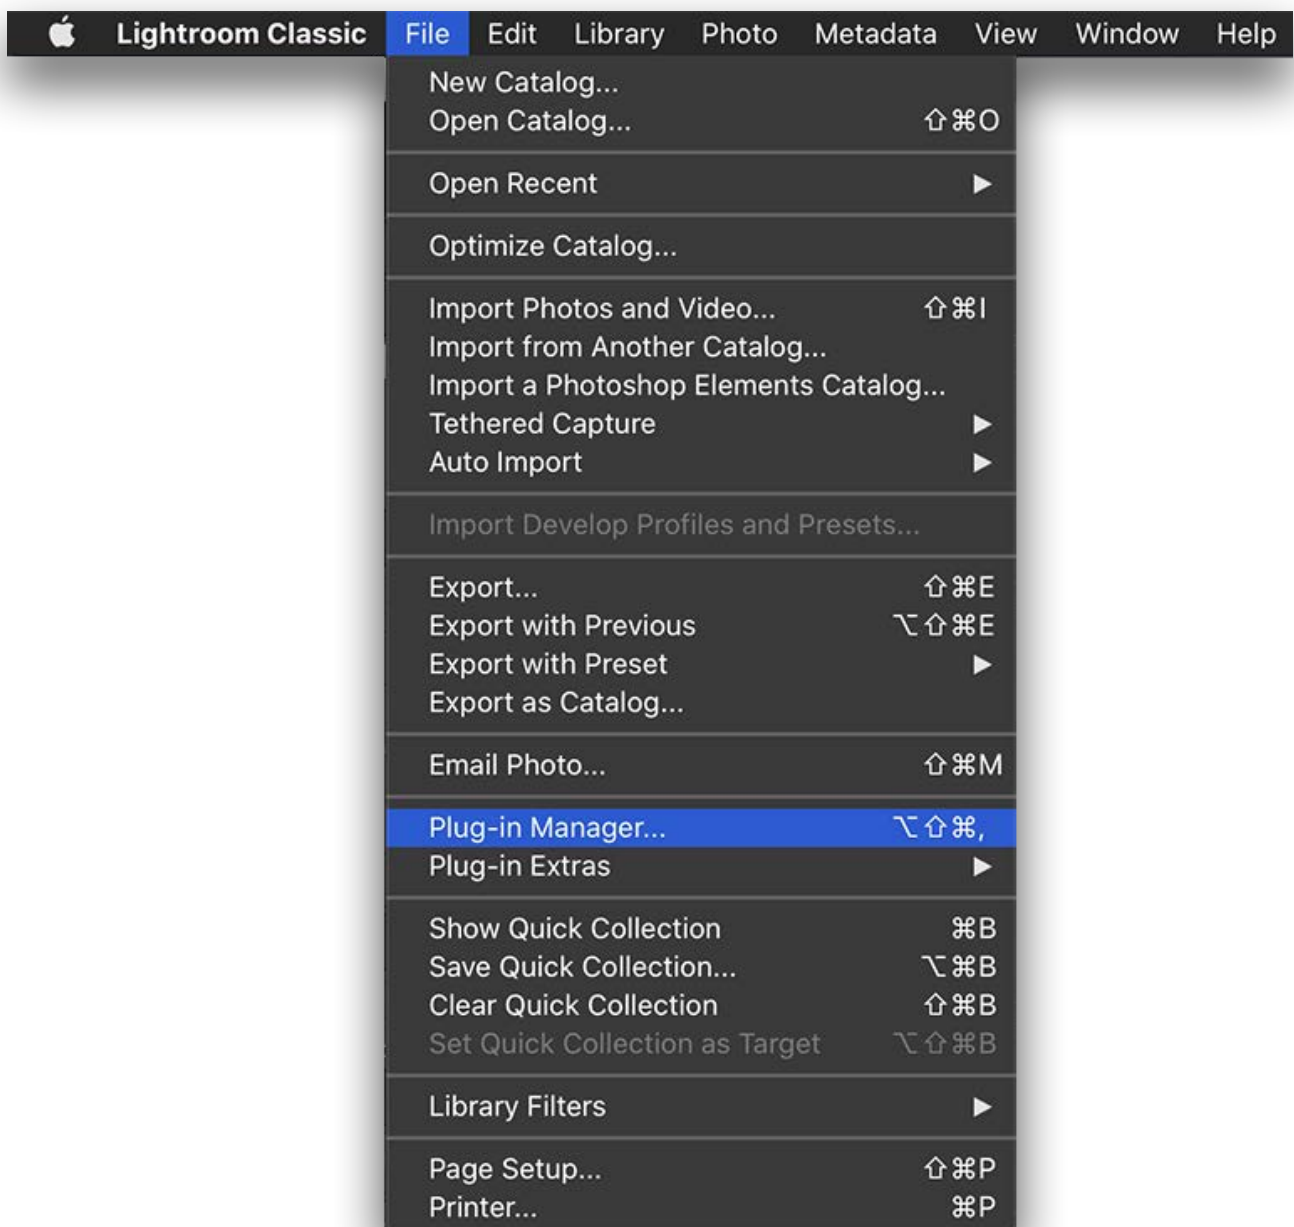 Lightroom Classic File Edit Library Photo Metadata View Window Help
New Catalog...
Open Catalog... ⇧⌘O
Open Recent ▶
Optimize Catalog...
Import Photos and Video... ⇧⌘I
Import from Another Catalog...
Import a Photoshop Elements Catalog...
Tethered Capture ▶
Auto Import ▶
Import Develop Profiles and Presets...
Export... ⇧⌘E
Export with Previous ⌥⇧⌘E
Export with Preset ▶
Export as Catalog...
Email Photo... ⇧⌘M
Plug-in Manager... ⌥⇧⌘,
Plug-in Extras ▶
Show Quick Collection ⌘B
Save Quick Collection... ⌥⌘B
Clear Quick Collection ⇧⌘B
Set Quick Collection as Target ⌥⇧⌘B
Library Filters ▶
Page Setup... ⇧⌘P
Printer... ⌘P